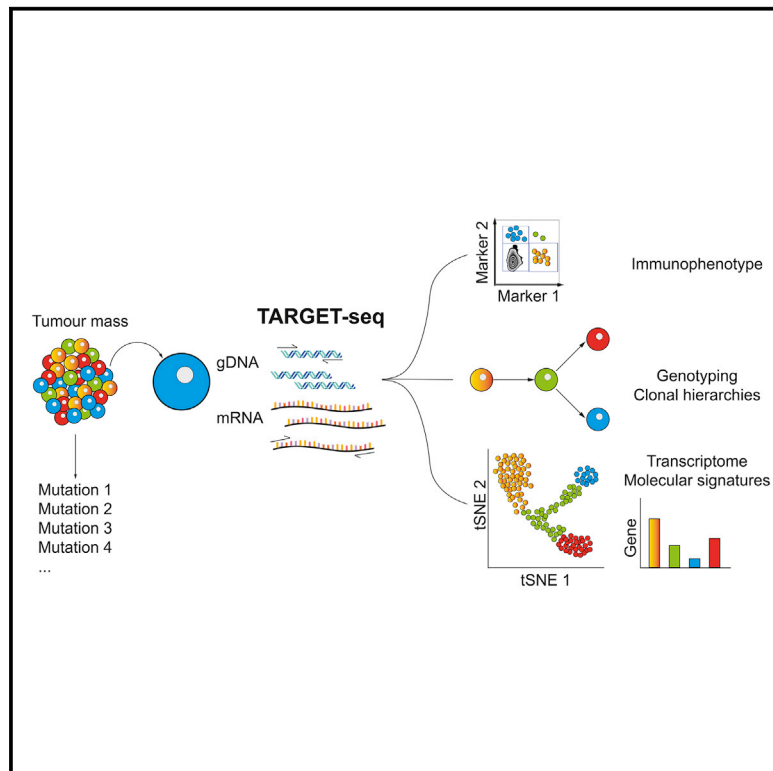 Tumour mass
Mutation 1
Mutation 2
Mutation 3
Mutation 4
...
TARGET-seq
gDNA
mRNA
Marker 2
Marker 1
Immunophenotype
Genotyping
Clonal hierarchies
tSNE 2
tSNE 1
Transcriptome
Molecular signatures
Gene